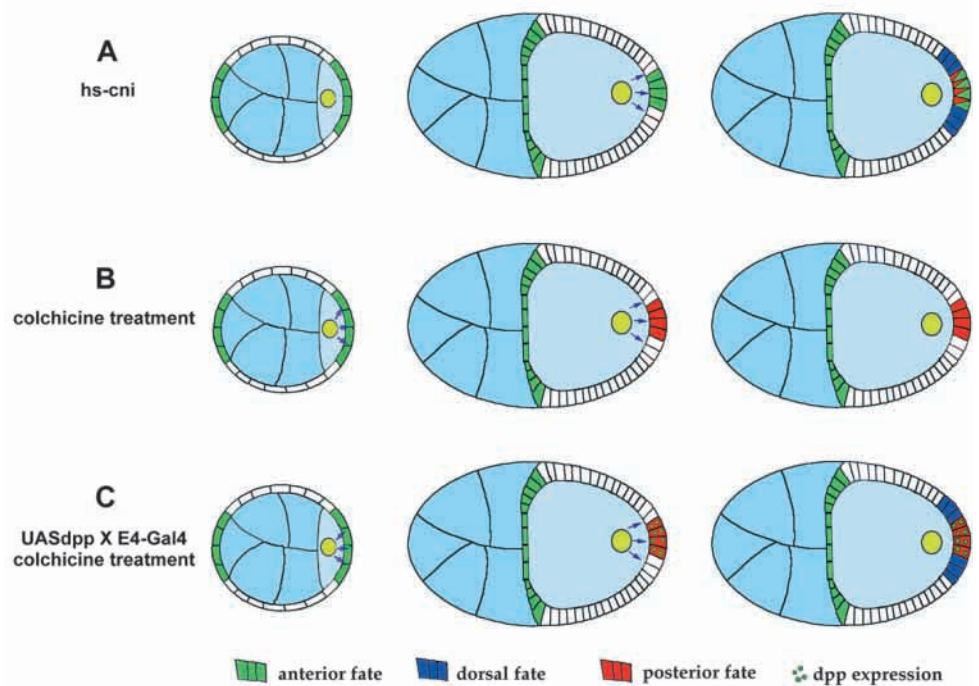 A
hs-cni
B
colchicine treatment
C
UASdpp X E4-Gal4
colchicine treatment
anterior fate dorsal fate posterior fate dpp expression